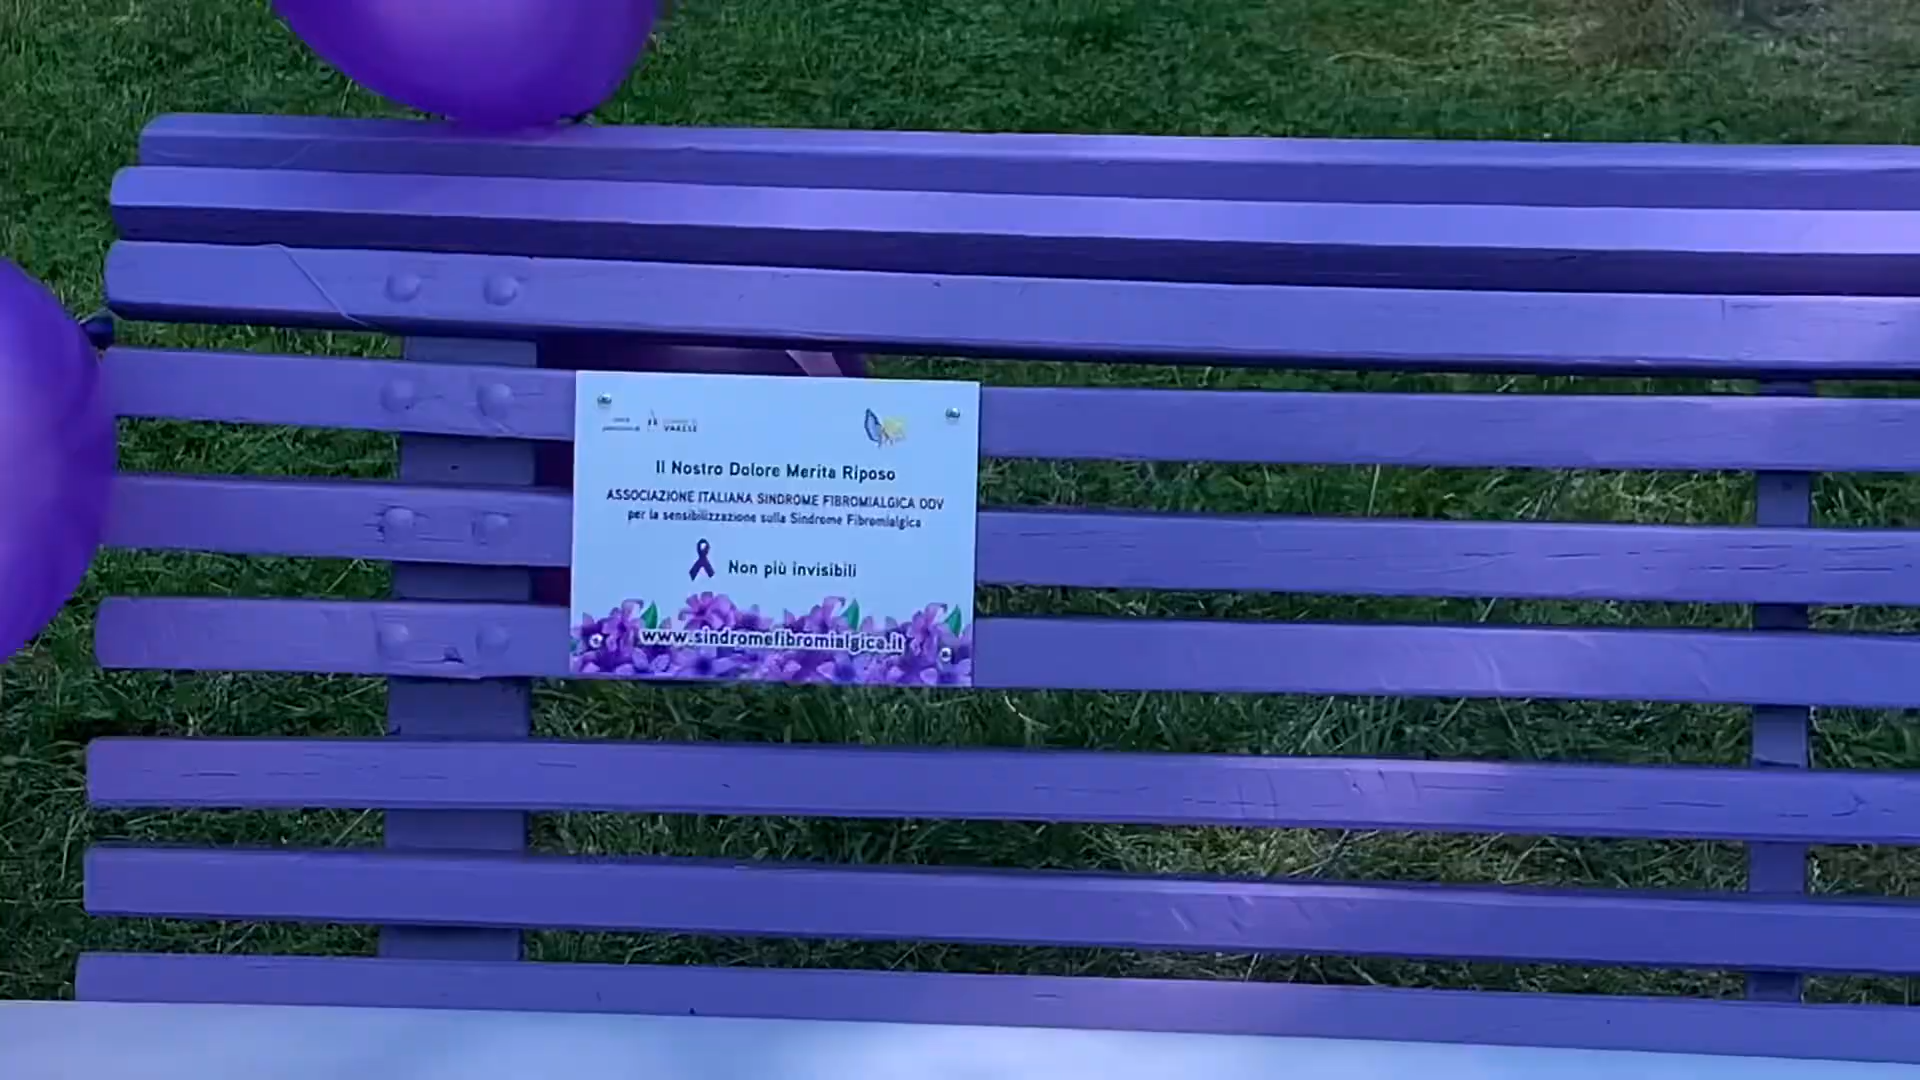 VARESE
Il Nostro Dolore Merita Riposo
ASSOCIAZIONE ITALIANA SINDROME FIBROMIALGICA ODV
per la sensibilizzazione sulla Sindrome Fibromialgica
Non più invisibili
www.sindromefibromialgica.it